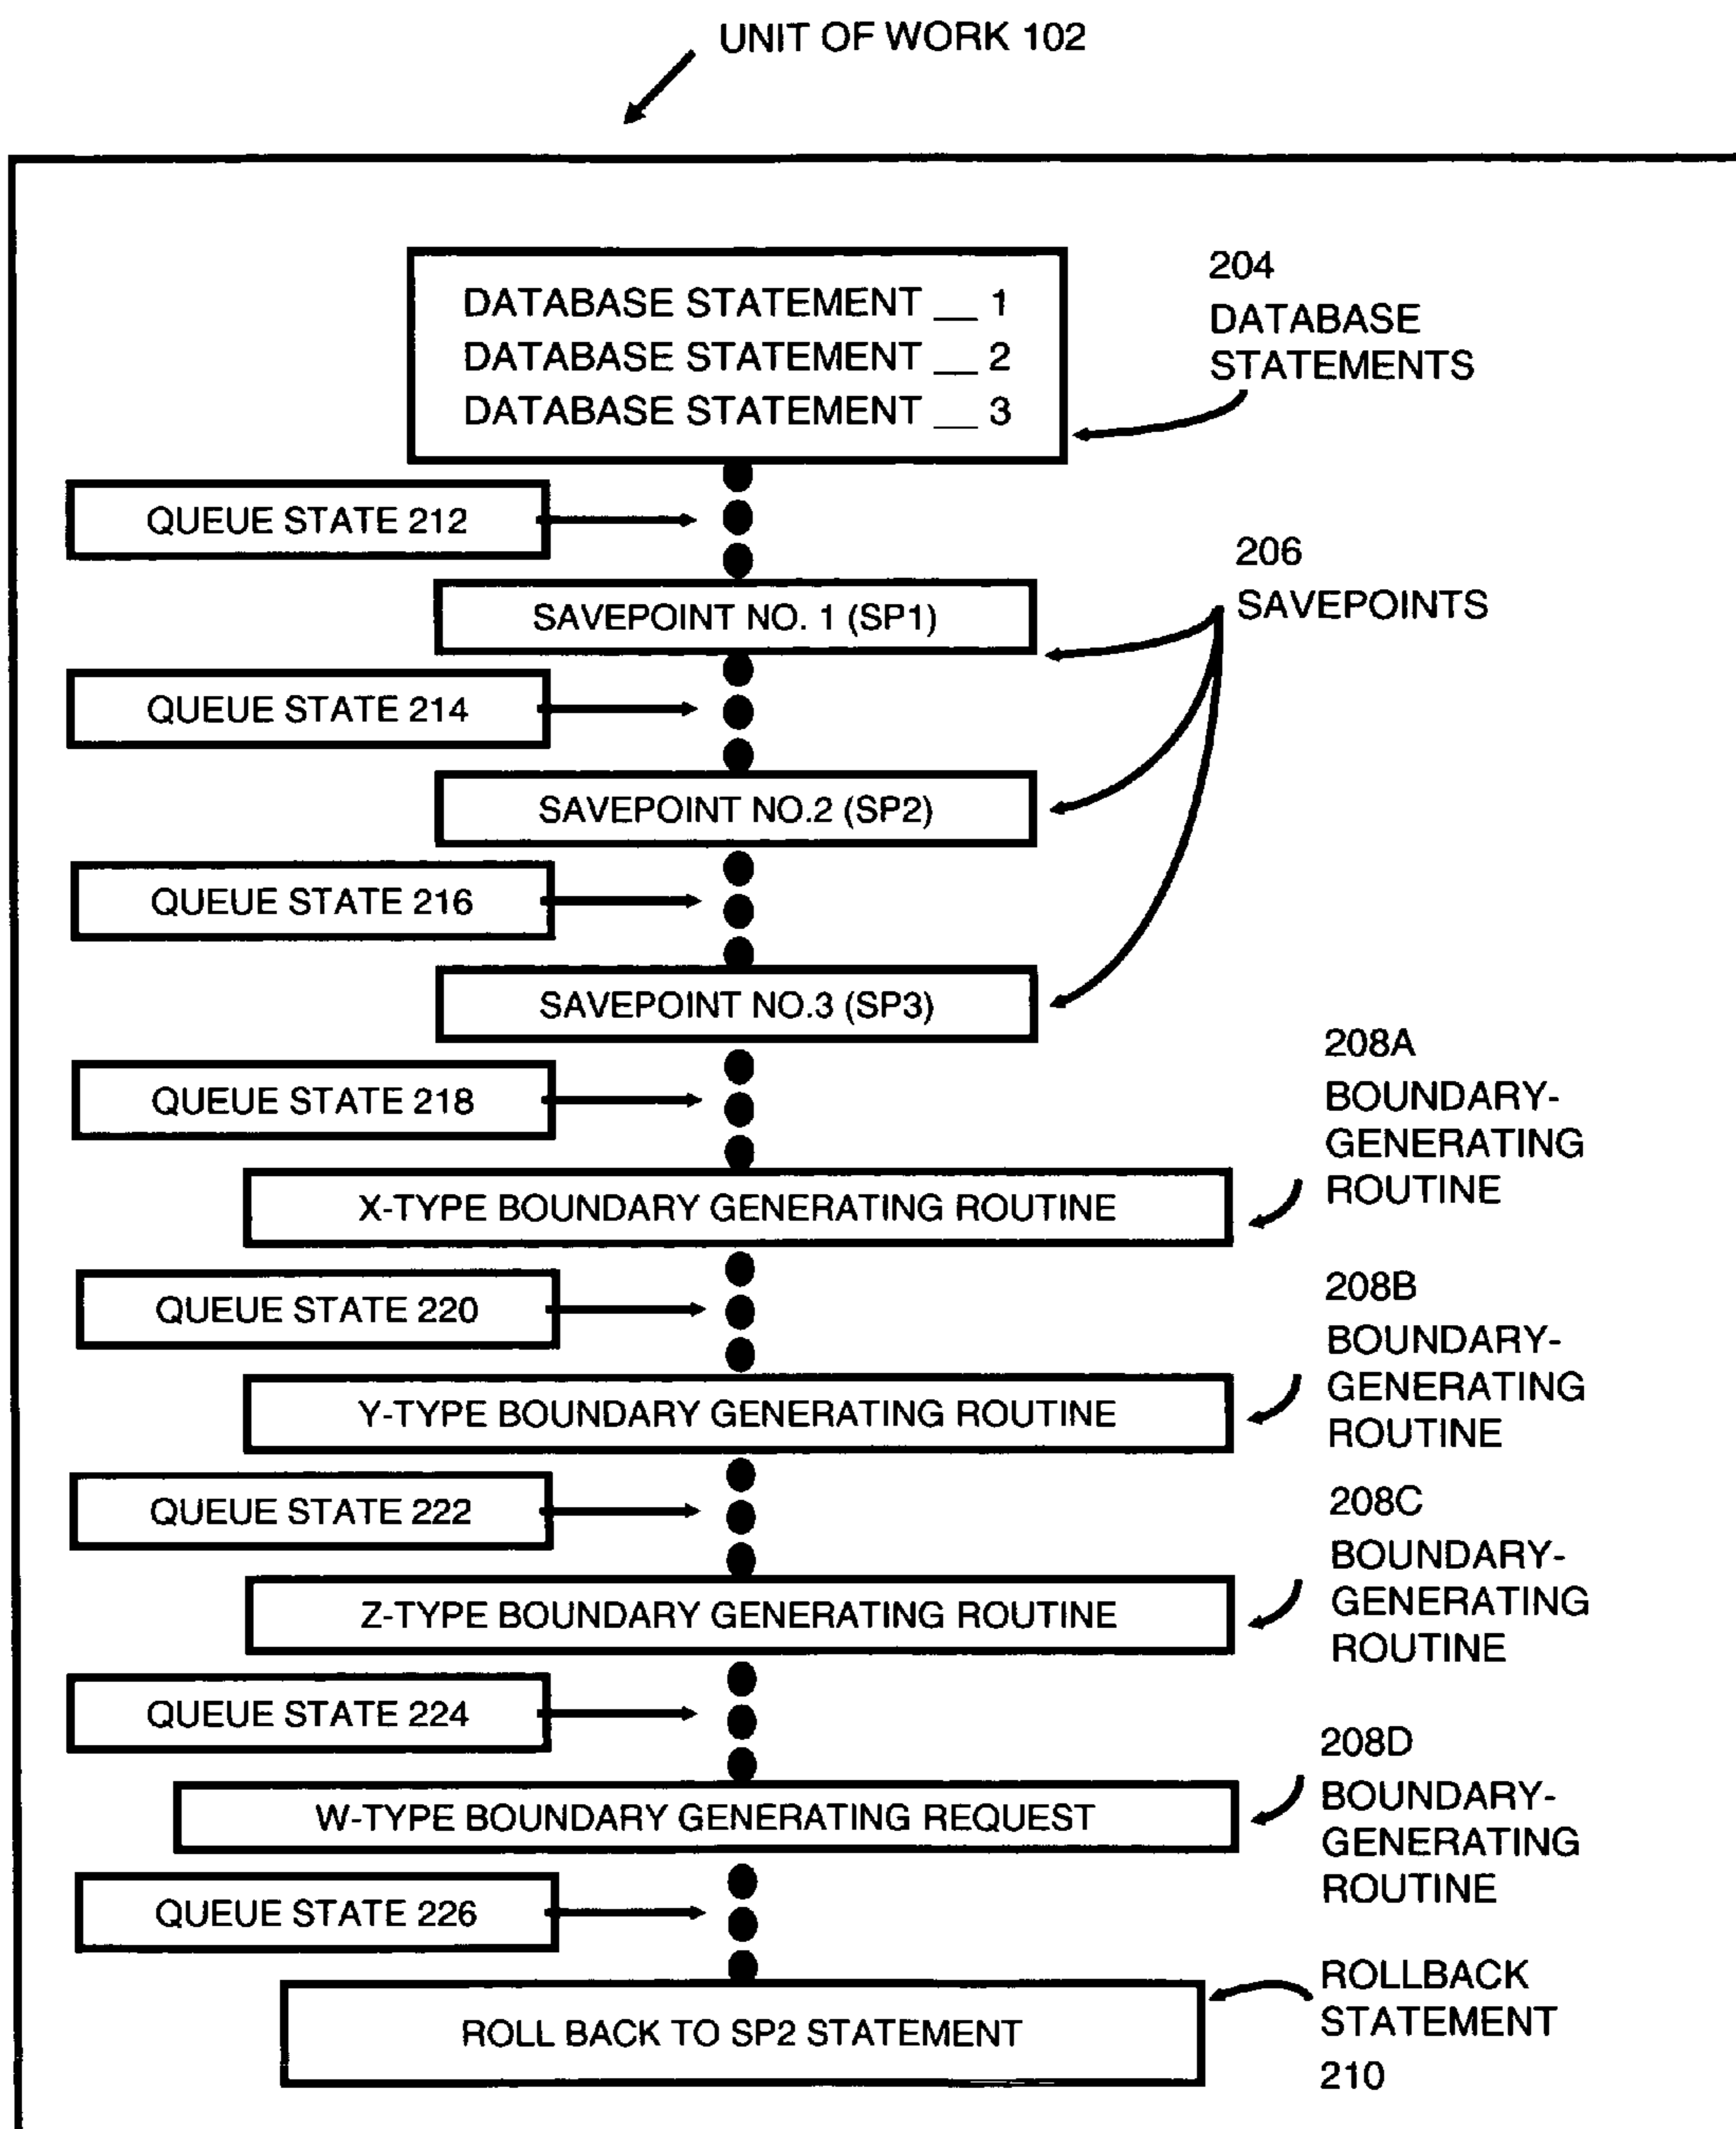 UNIT OF WORK 102
DATABASE STATEMENT __ 1
DATABASE STATEMENT __ 2
DATABASE STATEMENT __ 3
204
DATABASE
STATEMENTS
QUEUE STATE 212
206
SAVEPOINTS
SAVEPOINT NO. 1 (SP1)
QUEUE STATE 214
SAVEPOINT NO.2 (SP2)
QUEUE STATE 216
SAVEPOINT NO.3 (SP3)
QUEUE STATE 218
208A
BOUNDARY-
GENERATING
ROUTINE
X-TYPE BOUNDARY GENERATING ROUTINE
QUEUE STATE 220
208B
BOUNDARY-
GENERATING
ROUTINE
Y-TYPE BOUNDARY GENERATING ROUTINE
QUEUE STATE 222
208C
BOUNDARY-
GENERATING
ROUTINE
Z-TYPE BOUNDARY GENERATING ROUTINE
QUEUE STATE 224
208D
BOUNDARY-
GENERATING
ROUTINE
W-TYPE BOUNDARY GENERATING REQUEST
QUEUE STATE 226
ROLLBACK
STATEMENT
210
ROLL BACK TO SP2 STATEMENT